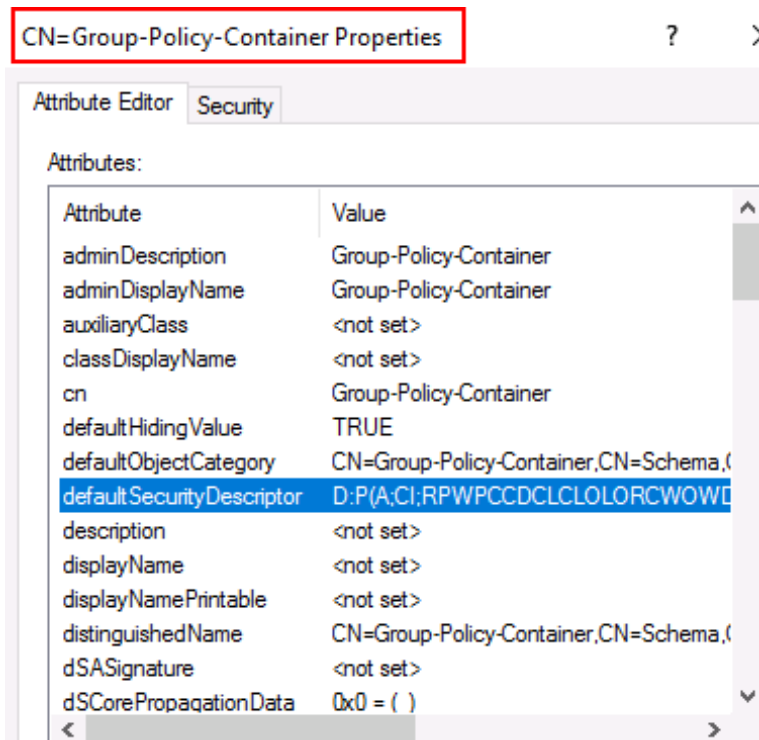 CN=Group-Policy-Container Properties ?
Attribute Editor Security
Attributes:
Attribute Value
adminDescription Group-Policy-Container
adminDisplayName Group-Policy-Container
auxiliaryClass <not set>
classDisplayName <not set>
cn Group-Policy-Container
defaultHidingValue TRUE
defaultObjectCategory CN=Group-Policy-Container,CN=Schema,
defaultSecurityDescriptor D:P(A;CI;RPWPCCDCLCLOLORCWOWD
description <not set>
displayName <not set>
displayNamePrintable <not set>
distinguishedName CN=Group-Policy-Container,CN=Schema,
dSASignature <not set>
dSCorePropagationData 0x0 = ( )